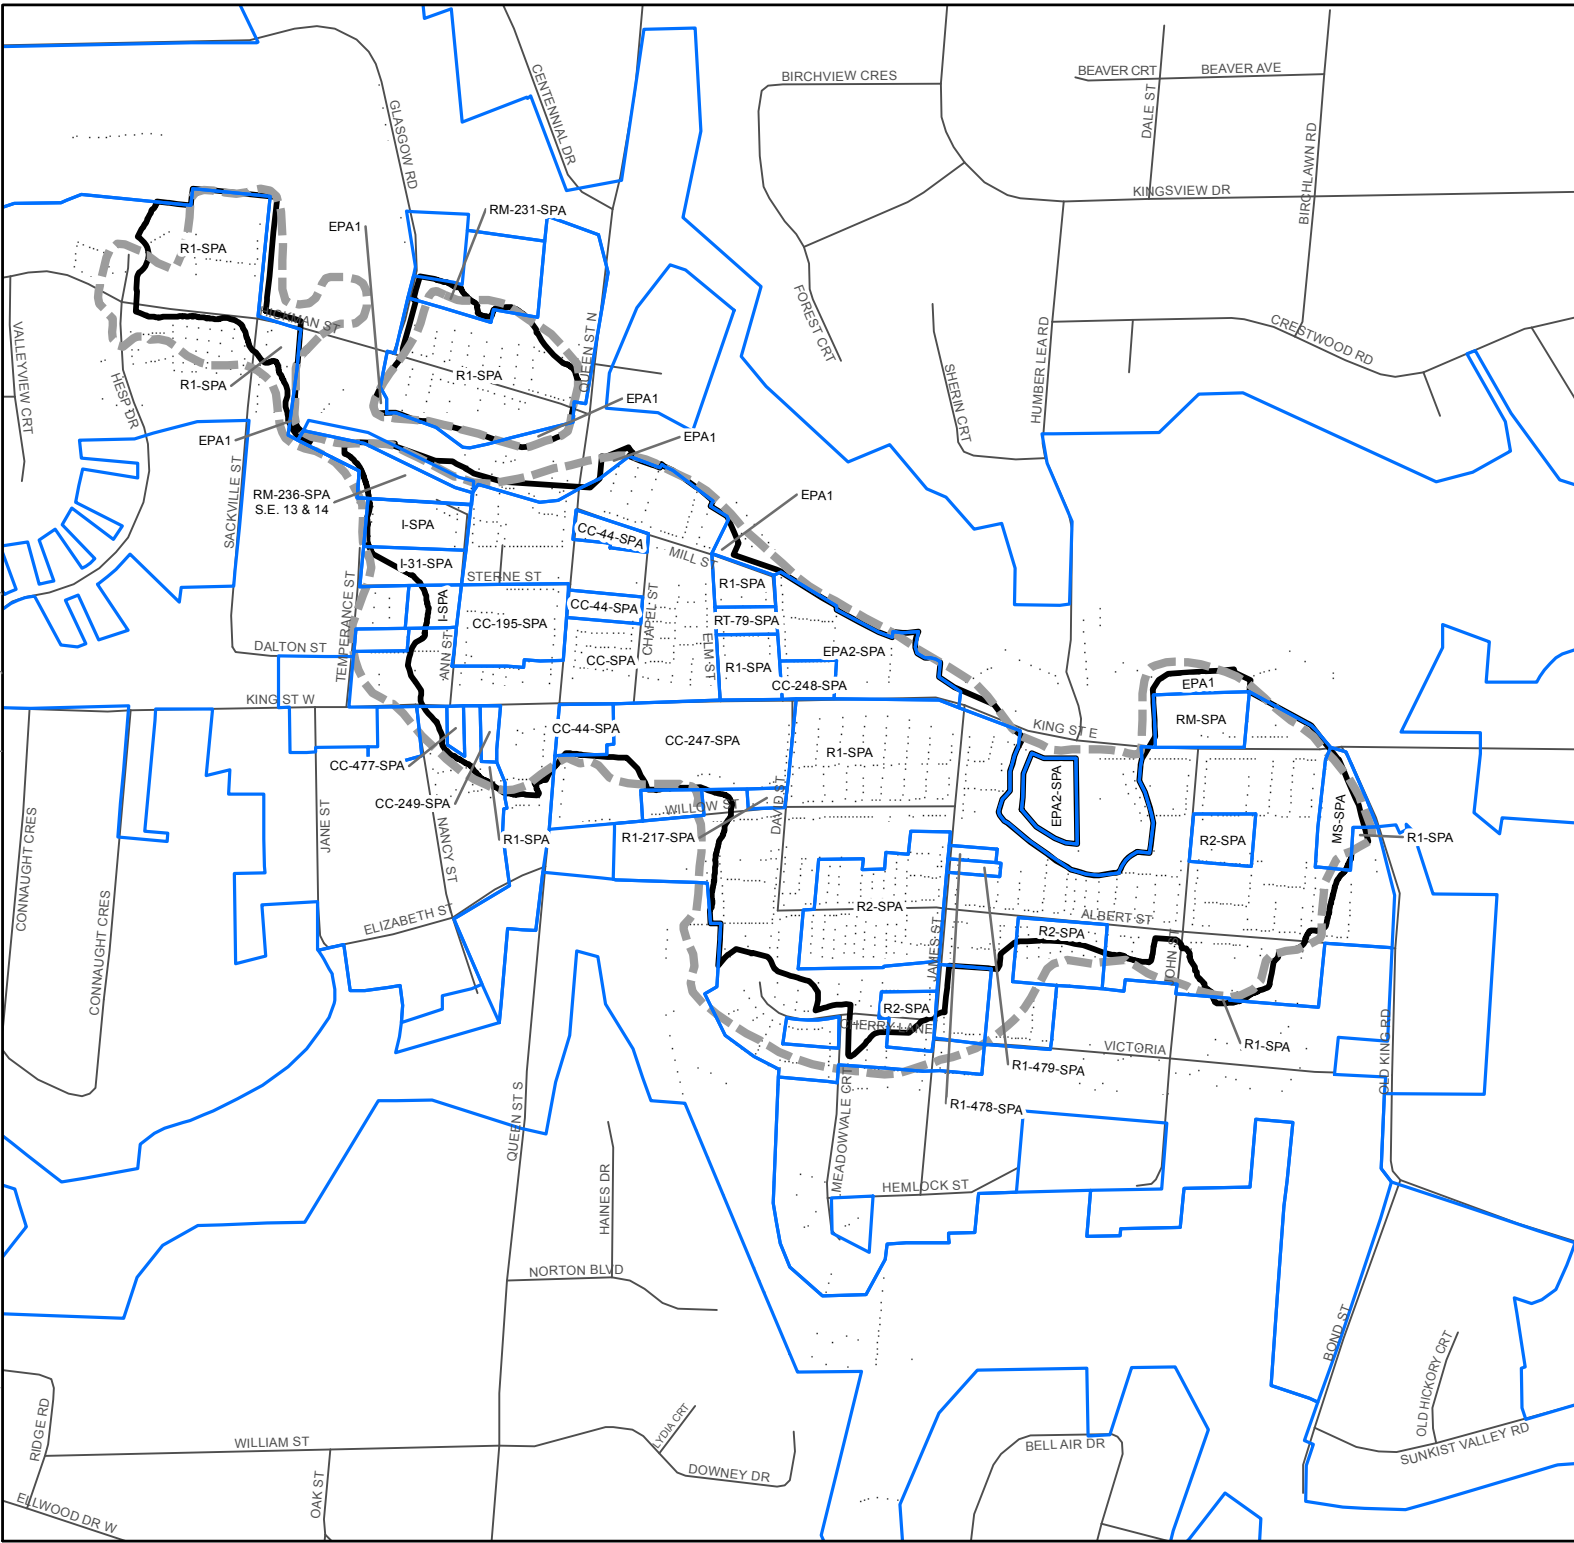 BIRCHVIEW CRES
BEAVER CRT
BEAVER AVE
CENTENNIAL DR
GLASGOW RD
DALE ST
BIRCHLAWN RD
KINGSVIEW DR
RM-231-SPA
EPA1
R1-SPA
FOREST CRT
HICKMAN ST
QUEEN ST N
CRESTWOOD RD
HUMBER LEA RD
SHERIN CRT
VALLEYVIEW CRT
HESP DR
R1-SPA
R1-SPA
EPA1
EPA1
EPA1
EPA1
SACKVILLE ST
RM-236-SPA
S.E. 13 & 14
I-SPA
CC-44-SPA
MILL ST
I-31-SPA
STERNE ST
R1-SPA
TEMPERANCE ST
I-SPA
CC-44-SPA
CHAPEL ST
CC-195-SPA
RT-79-SPA
ELM ST
DALTON ST
ANN ST
CC-SPA
EPA2-SPA
R1-SPA
CC-248-SPA
EPA1
KING ST W
CC-44-SPA
CC-247-SPA
R1-SPA
KING ST E
RM-SPA
CC-477-SPA
EPA2-SPA
CC-249-SPA
WILLOW ST
DAVID ST
MS-SPA
JANE ST
NANCY ST
R1-SPA
R1-217-SPA
R2-SPA
R1-SPA
CONNAUGHT CRES
CONNAUGHT CRES
ELIZABETH ST
R2-SPA
ALBERT ST
JAMES ST
R2-SPA
JOHN ST
R2-SPA
CHERRY LANE
R1-SPA
VICTORIA
OLD KING RD
R1-479-SPA
R1-478-SPA
MEADOWVALE CRT
QUEEN ST S
HAINES DR
HEMLOCK ST
NORTON BLVD
BOND ST
OLD HICKORY CRT
RIDGE RD
WILLIAM ST
LYDIA CRT
BELL AIR DR
SUNKIST VALLEY RD
DOWNEY DR
OAK ST
ELLWOOD DR W